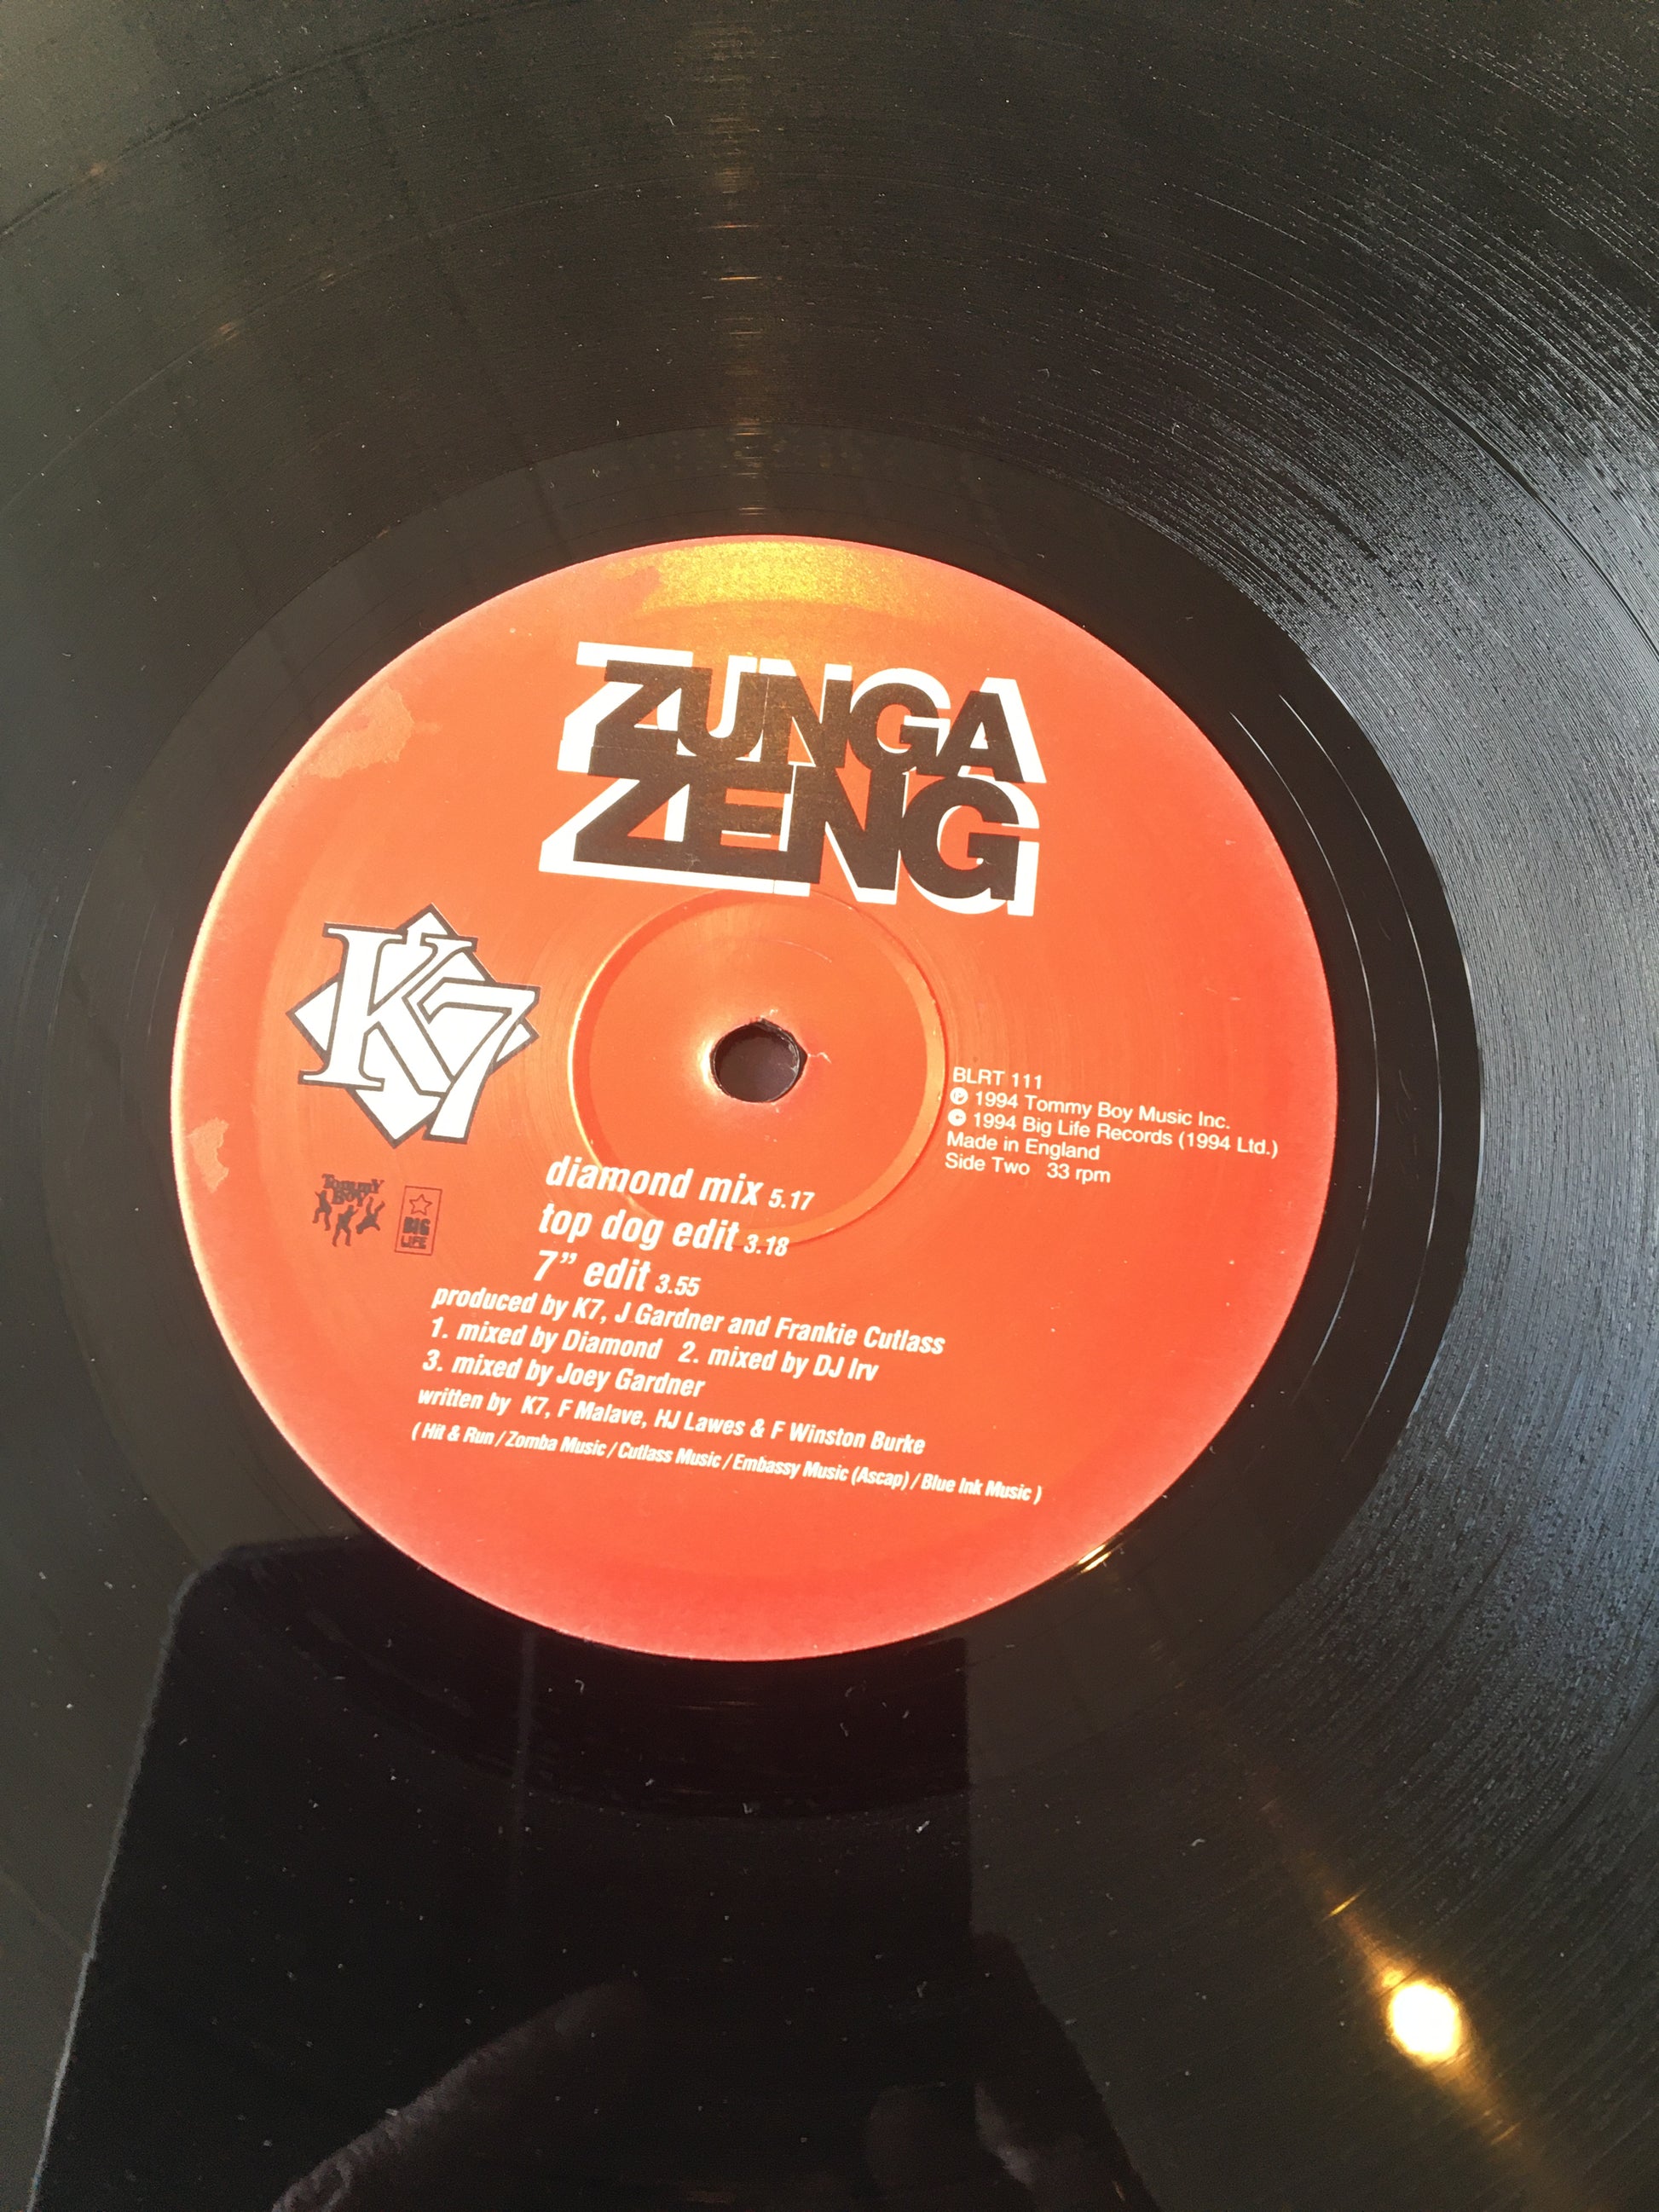 ZUNGA
ZENG
K7
BLRT 111
℗ 1994 Tommy Boy Music Inc.
© 1994 Big Life Records (1994 Ltd.)
Made in England
Side Two 33 rpm
Tommy
Boy
BIG
LIFE
diamond mix 5.17
top dog edit 3.18
7” edit 3.55
produced by K7, J Gardner and Frankie Cutlass
1. mixed by Diamond 2. mixed by DJ Irv
3. mixed by Joey Gardner
written by K7, F Malave, HJ Lawes & F Winston Burke
( Hit & Run / Zomba Music / Cutlass Music / Embassy Music (Ascap) / Blue Ink Music )